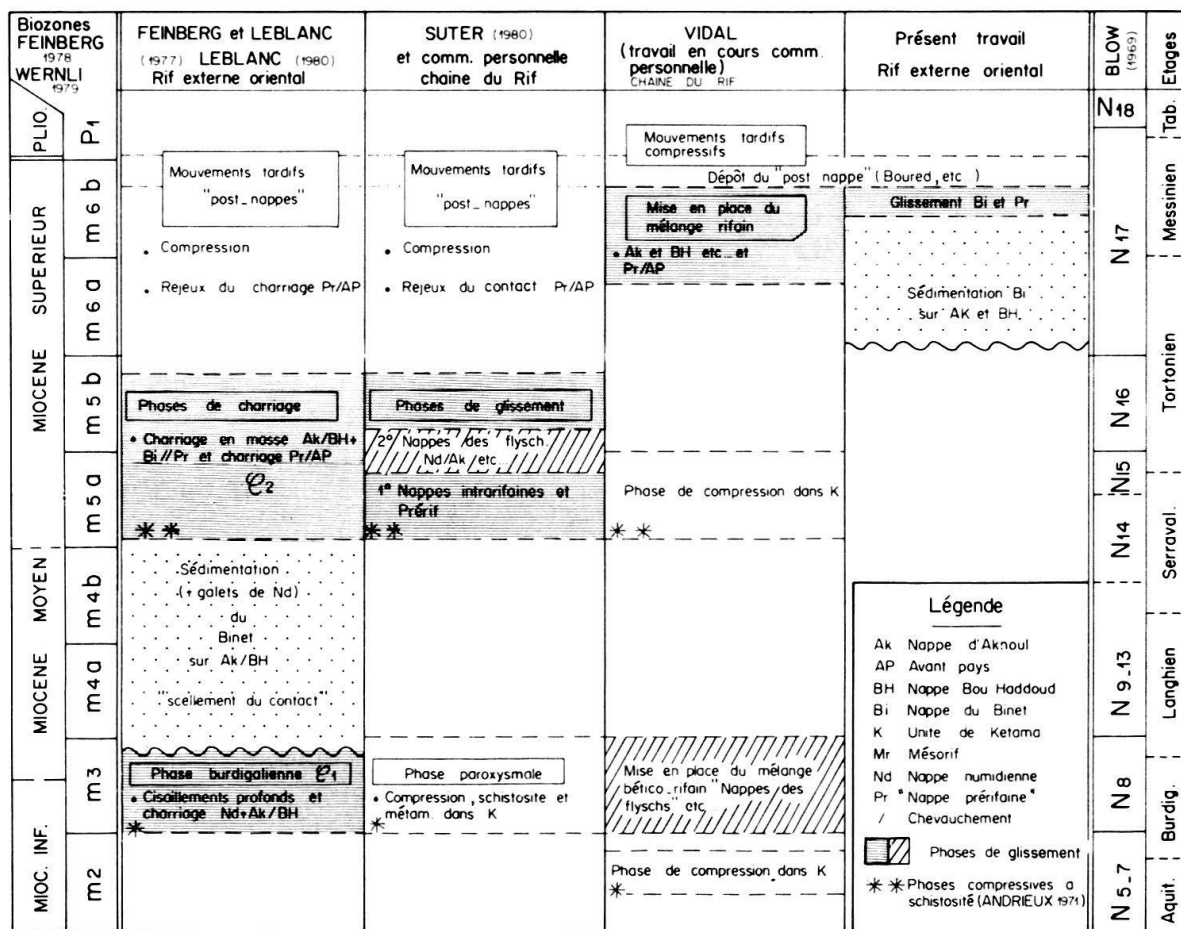 Biozones
FEINBERG
1978
WERNLI
1979
FEINBERG et LEBLANC
(1977) LEBLANC (1980)
Rif externe oriental
SUTER (1980)
et comm. personnelle
chaine du Rif
VIDAL
(travail en cours comm.
personnelle)
CHAINE DU RIF
Présent travail
Rif externe oriental
BLOW
(1969)
Etages
PLIO.
MIOCENE SUPERIEUR
MIOCENE MOYEN
MIOC. INF.
P1
m6b
m6a
m5b
m5a
m4b
m4a
m3
m2
Mouvements tardifs
"post_nappes"
• Compression
• Rejeux du charriage Pr/AP
Phases de charriage
• Charriage en masse Ak/BH+
Bi//Pr et charriage Pr/AP
C2
* *
Sédimentation
(+ galets de Nd)
du
Binet
sur Ak/BH
"scellement du contact"
Phase burdigalienne C1
• Cisaillements profonds et
charriage Nd+Ak/BH
*
Mouvements tardifs
"post_nappes"
• Compression
• Rejeux du contact Pr/AP
Phases de glissement
2° Nappes des flysch.
Nd/Ak etc
1° Nappes intrarifaines et
Prérif
* *
Phase paroxysmale
• Compression, schistosité et
métam. dans K
*
Mouvements tardifs
compressifs
Dépôt du "post nappe" (Boured, etc...)
Mise en place du
mélange rifain
• Ak et BH etc... et
Pr/AP
Phase de compression dans K
* *
Mise en place du mélange
bético_rifain "Nappes des
flyschs" etc
Phase de compression dans K
*
Glissement Bi et Pr
Sédimentation Bi
sur AK et BH.
Légende
Ak Nappe d'Aknoul
AP Avant pays
BH Nappe Bou Haddoud
Bi Nappe du Binet
K Unite de Ketama
Mr Mésorif
Nd Nappe numidienne
Pr "Nappe prérifaine"
/ Chevauchement
Phases de glissement
* * Phases compressives a
schistosité (ANDRIEUX 1971)
N18
N17
N16
N15
N14
N 9_13
N8
N 5_7
Tab.
Messinien
Tortonien
Serraval.
Langhien
Burdig.
Aquit.